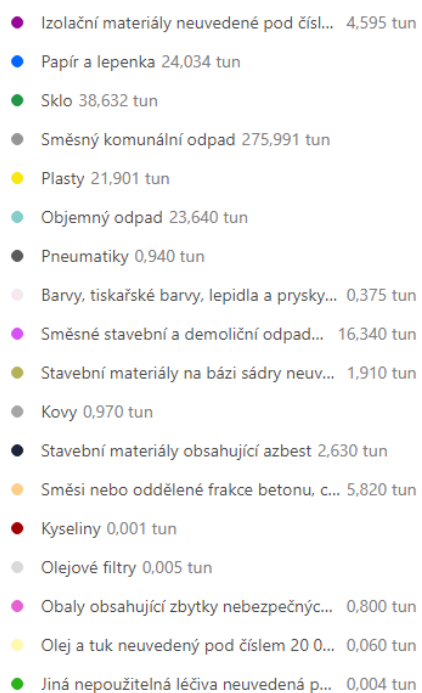 Izolační materiály neuvedené pod čísl... 4,595 tun
Papír a lepenka 24,034 tun
Sklo 38,632 tun
Směsný komunální odpad 275,991 tun
Plasty 21,901 tun
Objemný odpad 23,640 tun
Pneumatiky 0,940 tun
Barvy, tiskařské barvy, lepidla a prysky... 0,375 tun
Směsné stavební a demoliční odpad... 16,340 tun
Stavební materiály na bázi sádry neuv... 1,910 tun
Kovy 0,970 tun
Stavební materiály obsahující azbest 2,630 tun
Směsi nebo oddělené frakce betonu, c... 5,820 tun
Kyseliny 0,001 tun
Olejové filtry 0,005 tun
Obaly obsahující zbytky nebezpečnýc... 0,800 tun
Olej a tuk neuvedený pod číslem 20 0... 0,060 tun
Jiná nepoužitelná léčiva neuvedená p... 0,004 tun